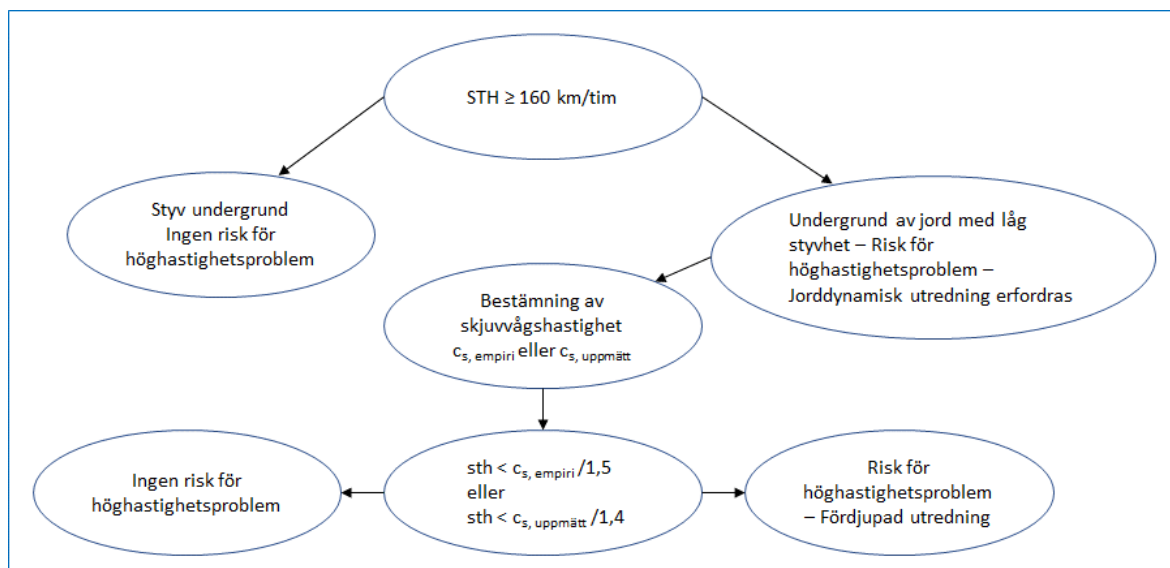 STH ≥ 160 km/tim
Styv undergrund
Ingen risk för
höghastighetsproblem
Undergrund av jord med låg
styvhet – Risk för
höghastighetsproblem –
Jorddynamisk utredning erfordras
Bestämning av
skjuvvågshastighet
cs, empiri eller cs, uppmätt
Ingen risk för
höghastighetsproblem
sth < cs, empiri /1,5
eller
sth < cs, uppmätt /1,4
Risk för
höghastighetsproblem
– Fördjupad utredning